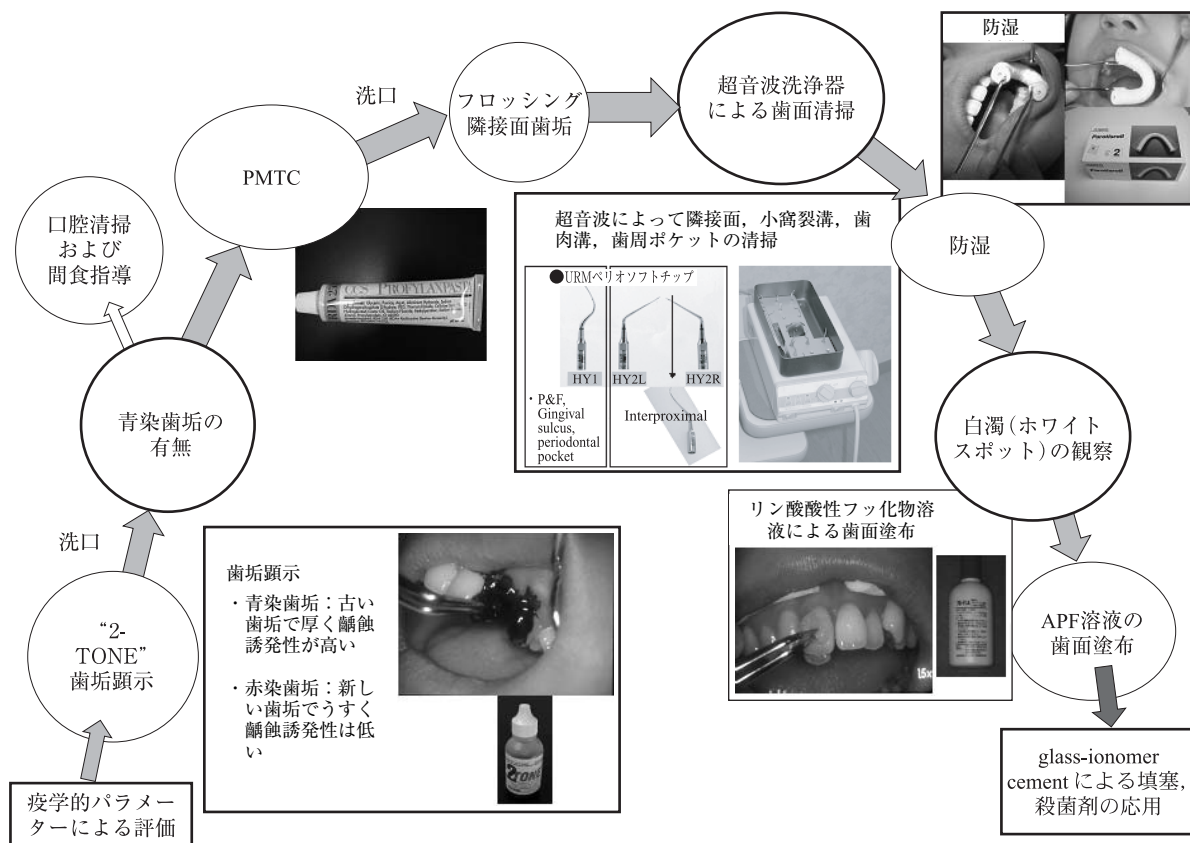 疫学的パラメー
ターによる評価
“2-
TONE”
歯垢顕示
洗口
青染歯垢の
有無
口腔清掃
および
間食指導
PMTC
洗口
フロッシング
隣接面歯垢
超音波洗浄器
による歯面清掃
防湿
防湿
白濁(ホワイト
スポット)の観察
APF溶液の
歯面塗布
glass-ionomer
cement による填塞,
殺菌剤の応用
歯垢顕示
・青染歯垢:古い
歯垢で厚く齲蝕
誘発性が高い
・赤染歯垢:新し
い歯垢でうすく
齲蝕誘発性は低
い
2TONE
CCS PROFYLAXPASTA
超音波によって隣接面,小窩裂溝,歯
肉溝,歯周ポケットの清掃
●URMペリオソフトチップ
HY1
HY2L
HY2R
・P&F,
Gingival
sulcus,
periodontal
pocket
Interproximal
リン酸酸性フッ化物溶
液による歯面塗布
1.5x
2